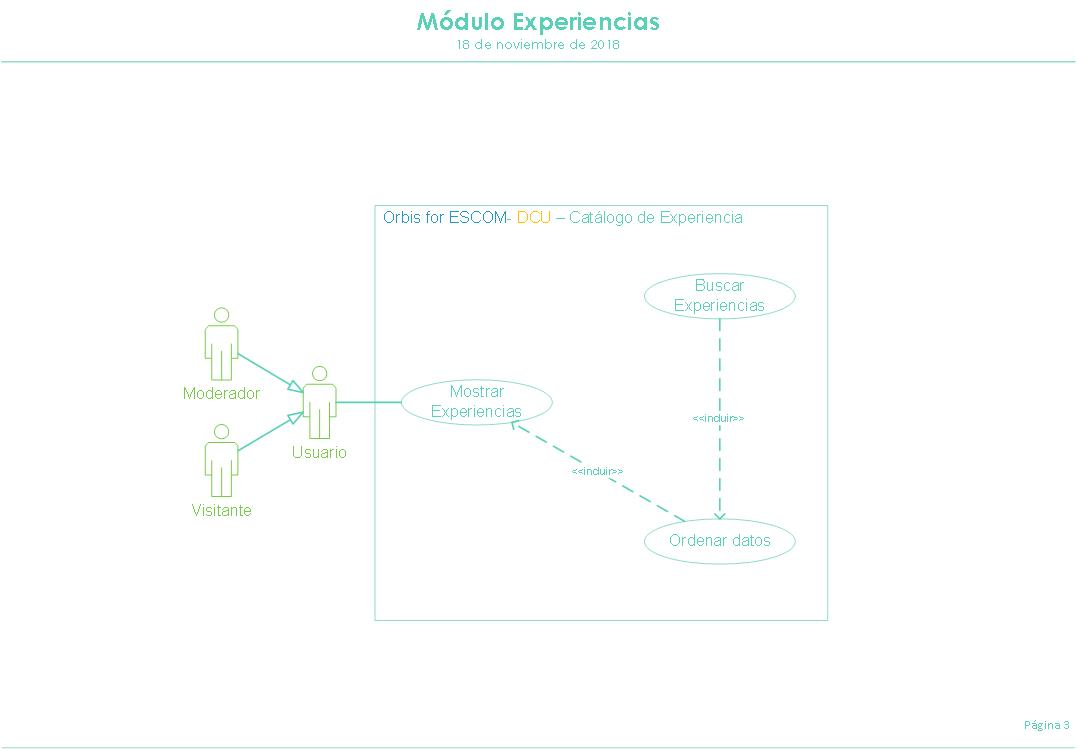 Módulo Experiencias
18 de noviembre de 2018
Orbis for ESCOM- DCU – Catálogo de Experiencia
Buscar
Experiencias
Moderador
Mostrar
Experiencias
<<incluir>>
Usuario
<<incluir>>
Visitante
Ordenar datos
Página 3